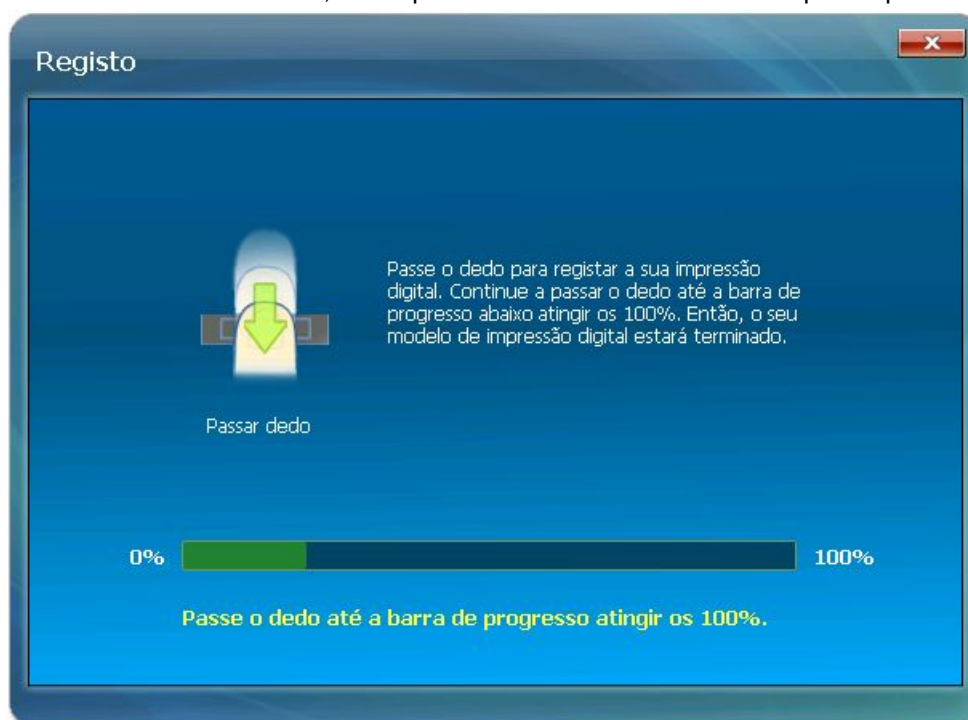 Registo
Passe o dedo para registar a sua impressão
digital. Continue a passar o dedo até a barra de
progresso abaixo atingir os 100%. Então, o seu
modelo de impressão digital estará terminado.
Passar dedo
0% 100%
Passe o dedo até a barra de progresso atingir os 100%.